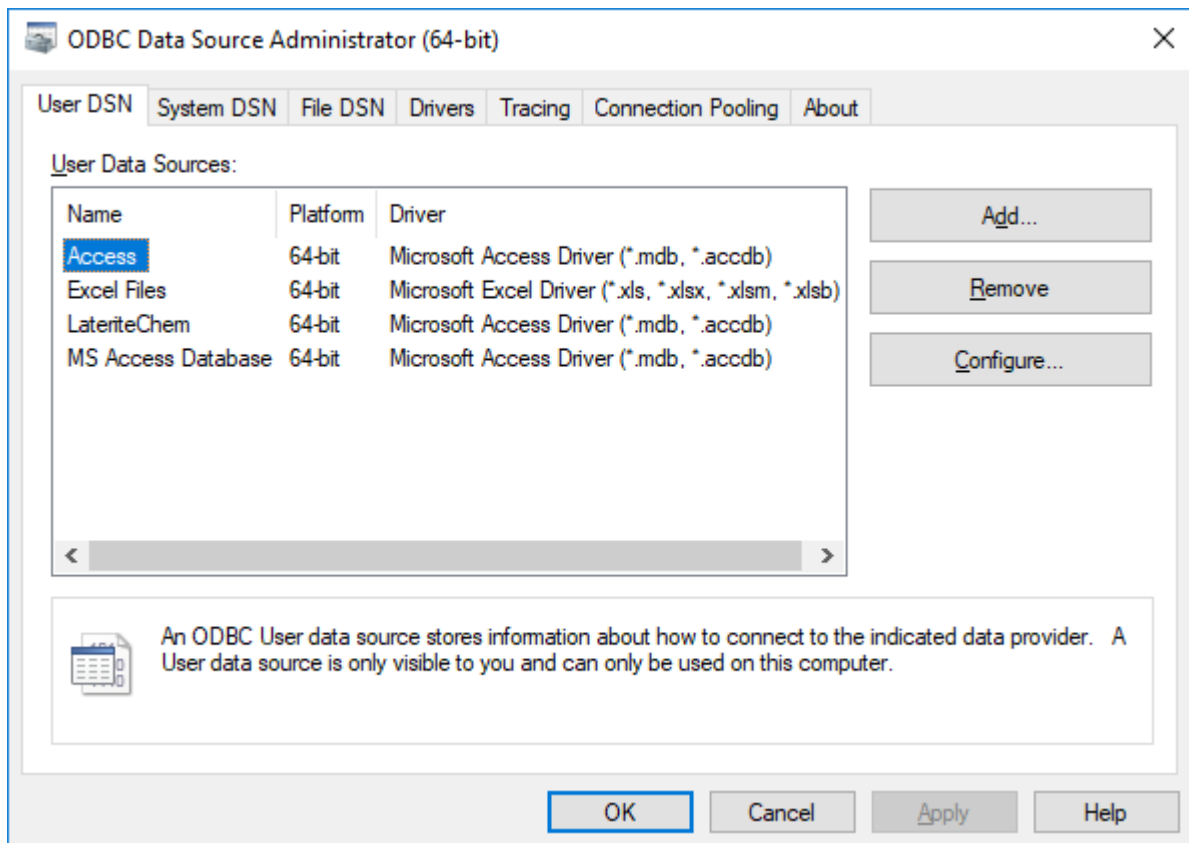 ODBC Data Source Administrator (64-bit)
User DSN System DSN File DSN Drivers Tracing Connection Pooling About
User Data Sources:
Name Platform Driver
Access 64-bit Microsoft Access Driver (*.mdb, *.accdb)
Excel Files 64-bit Microsoft Excel Driver (*.xls, *.xlsx, *.xlsm, *.xlsb)
LateriteChem 64-bit Microsoft Access Driver (*.mdb, *.accdb)
MS Access Database 64-bit Microsoft Access Driver (*.mdb, *.accdb)
Add...
Remove
Configure...
An ODBC User data source stores information about how to connect to the indicated data provider. A
User data source is only visible to you and can only be used on this computer.
OK Cancel Apply Help